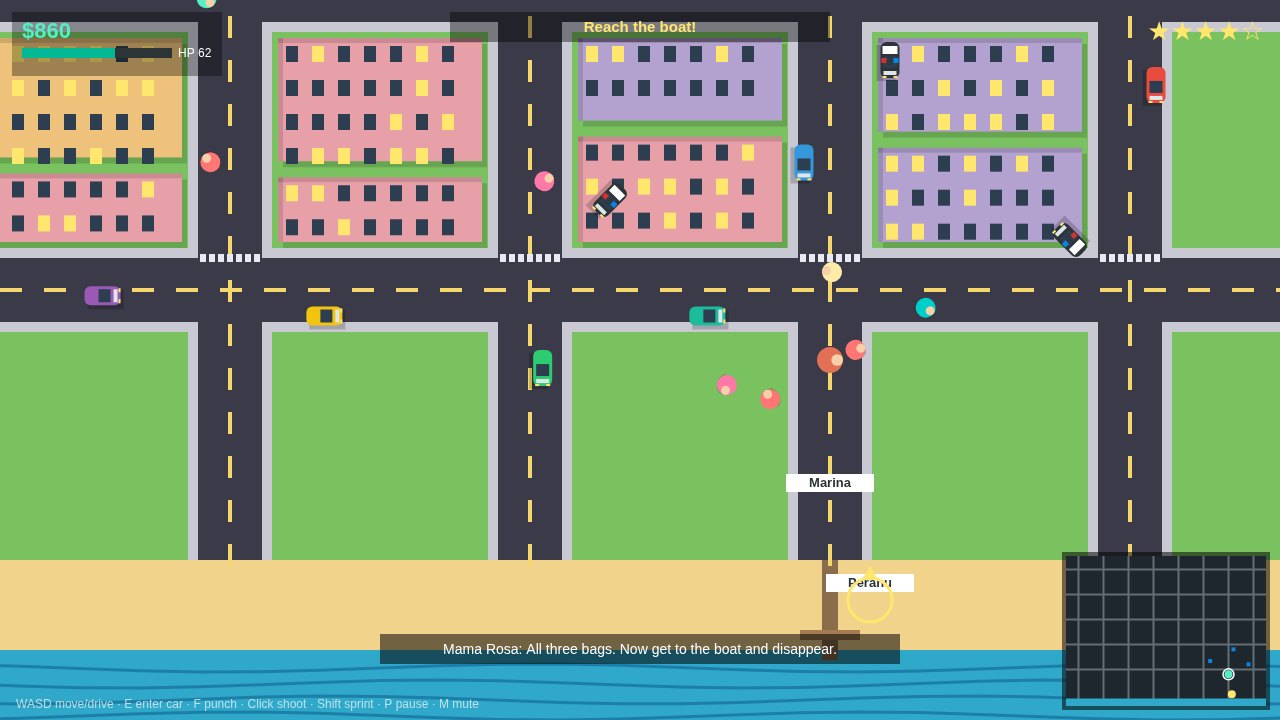 $860
HP 62
Reach the boat!
Marina
Perahu
Mama Rosa: All three bags. Now get to the boat and disappear.
WASD move/drive · E enter car · F punch · Click shoot · Shift sprint · P pause · M mute